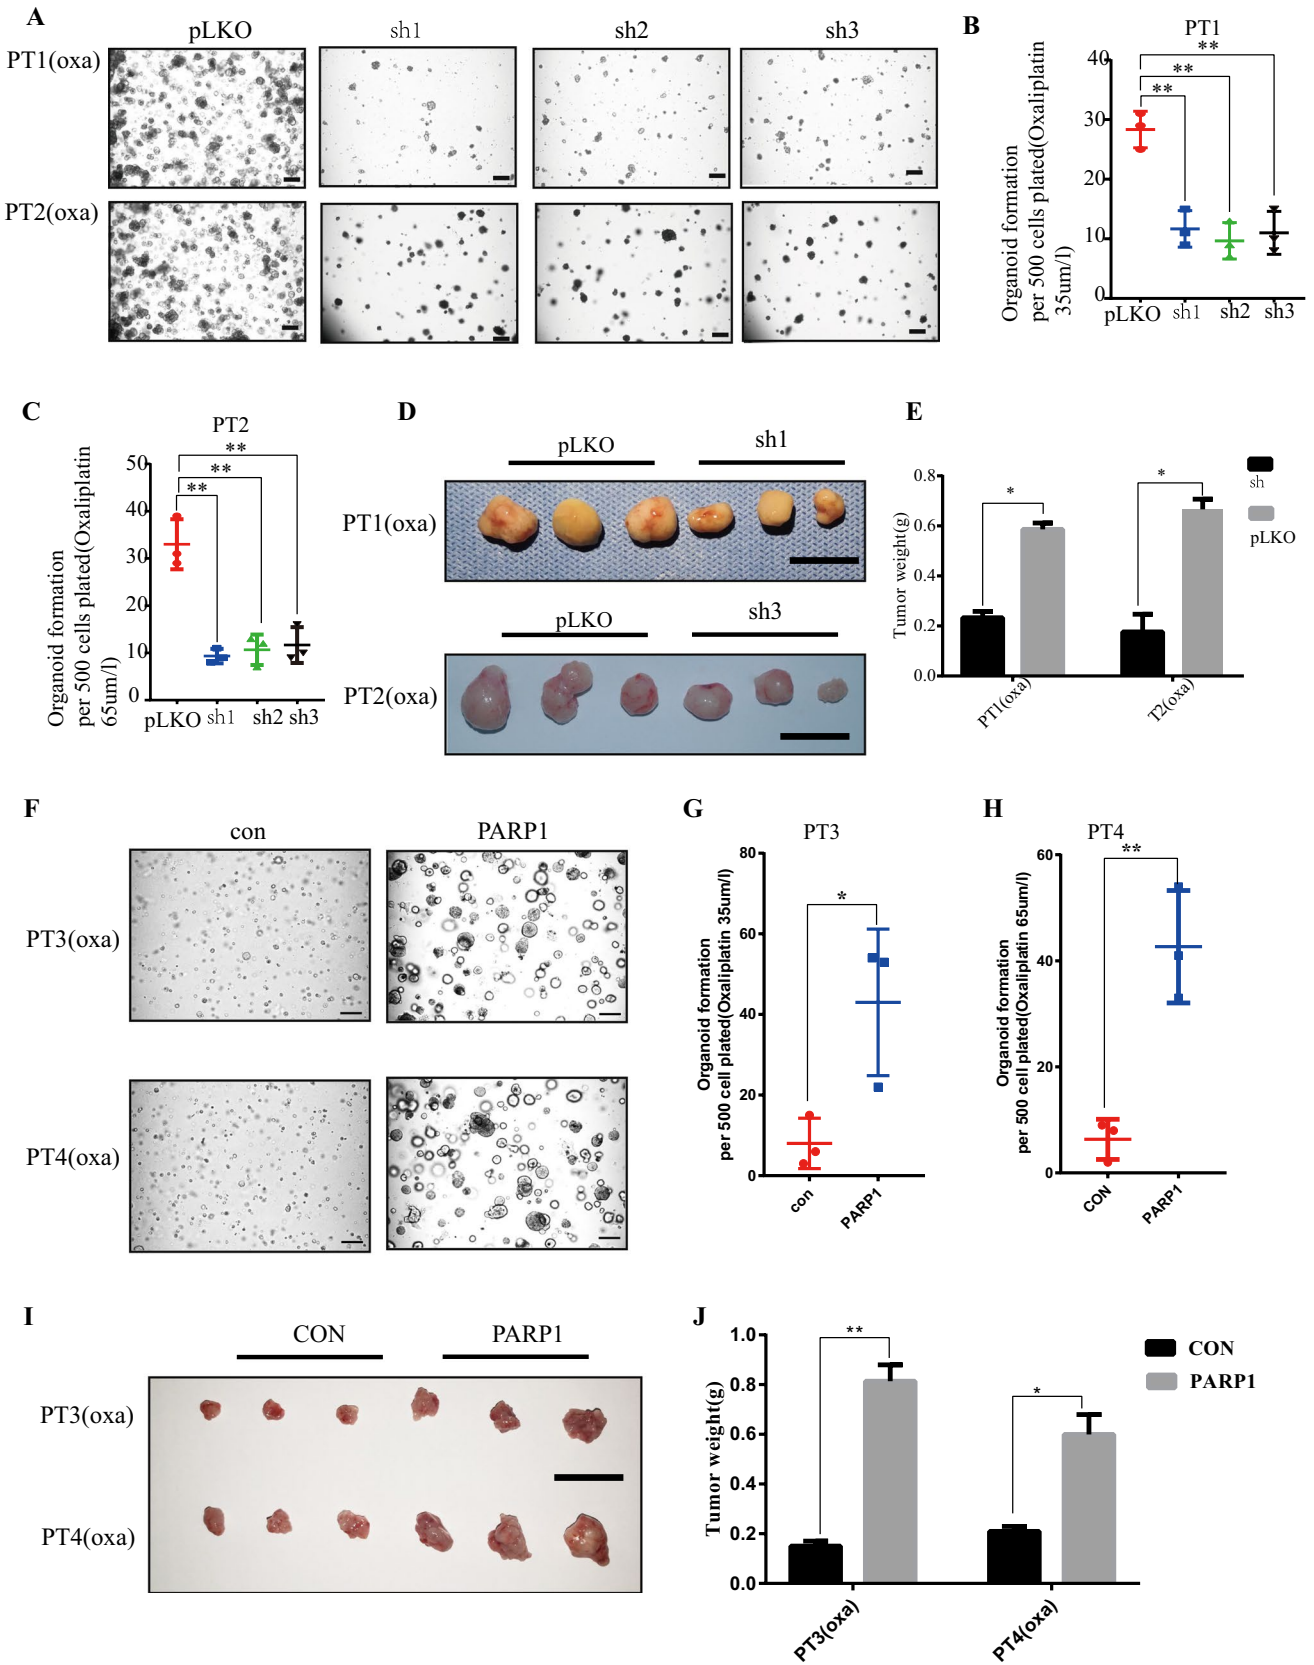 A
pLKO sh1 sh2 sh3
PT1(oxa)
PT2(oxa)
B
PT1
Organoid formation
per 500 cells plated(Oxaliplatin
35um/l)
40
30
20
10
0
** ** **
pLKO sh1 sh2 sh3
C
PT2
Organoid formation
per 500 cells plated(Oxaliplatin
65um/l)
50
40
30
20
10
0
** ** **
pLKO sh1 sh2 sh3
D
pLKO sh1
PT1(oxa)
pLKO sh3
PT2(oxa)
E
Tumor weight(g)
0.8
0.6
0.4
0.2
0.0
* *
PT1(oxa) T2(oxa)
sh
pLKO
F
con PARP1
PT3(oxa)
PT4(oxa)
G
PT3
Organoid formation
per 500 cell plated(Oxaliplatin 35um/l)
80
60
40
20
0
*
con PARP1
H
PT4
Organoid formation
per 500 cell plated(Oxaliplatin 65um/l)
60
40
20
0
**
CON PARP1
I
CON PARP1
PT3(oxa)
PT4(oxa)
J
Tumor weight(g)
1.0
0.8
0.6
0.4
0.2
0.0
** *
PT3(oxa) PT4(oxa)
CON
PARP1